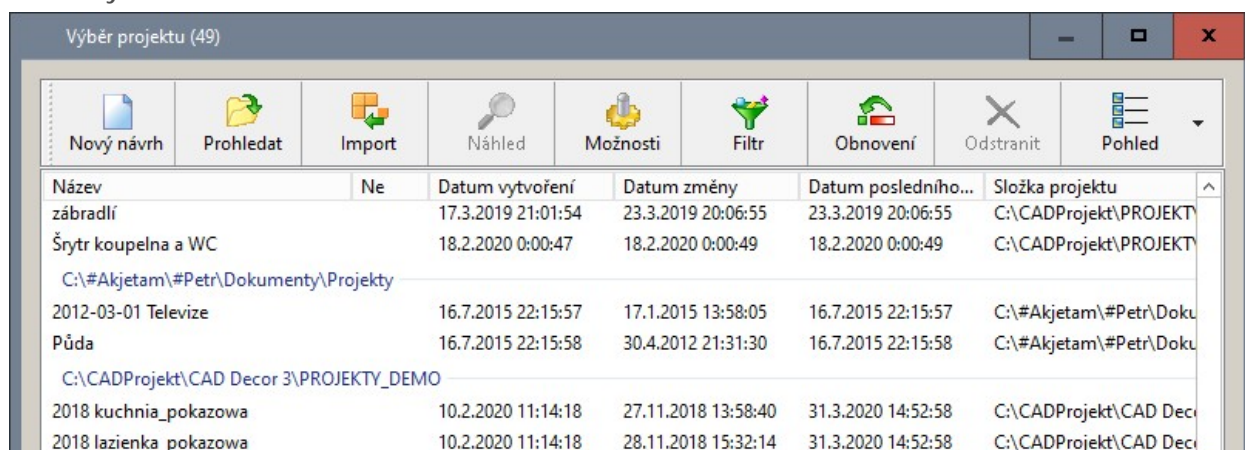 Výběr projektu (49)
Nový návrh Prohledat Import Náhled Možnosti Filtr Obnovení Odstranit Pohled
Název Ne Datum vytvoření Datum změny Datum posledního... Složka projektu
zábradlí 17.3.2019 21:01:54 23.3.2019 20:06:55 23.3.2019 20:06:55 C:\CADProjekt\PROJEKTY
Šrytr koupelna a WC 18.2.2020 0:00:47 18.2.2020 0:00:49 18.2.2020 0:00:49 C:\CADProjekt\PROJEKTY
C:\#Akjetam\#Petr\Dokumenty\Projekty
2012-03-01 Televize 16.7.2015 22:15:57 17.1.2015 13:58:05 16.7.2015 22:15:57 C:\#Akjetam\#Petr\Doku
Půda 16.7.2015 22:15:58 30.4.2012 21:31:30 16.7.2015 22:15:58 C:\#Akjetam\#Petr\Doku
C:\CADProjekt\CAD Decor 3\PROJEKTY_DEMO
2018 kuchnia_pokazowa 10.2.2020 11:14:18 27.11.2018 13:58:40 31.3.2020 14:52:58 C:\CADProjekt\CAD Deco
2018 lazienka_pokazowa 10.2.2020 11:14:18 28.11.2018 15:32:14 31.3.2020 14:52:58 C:\CADProjekt\CAD Deco